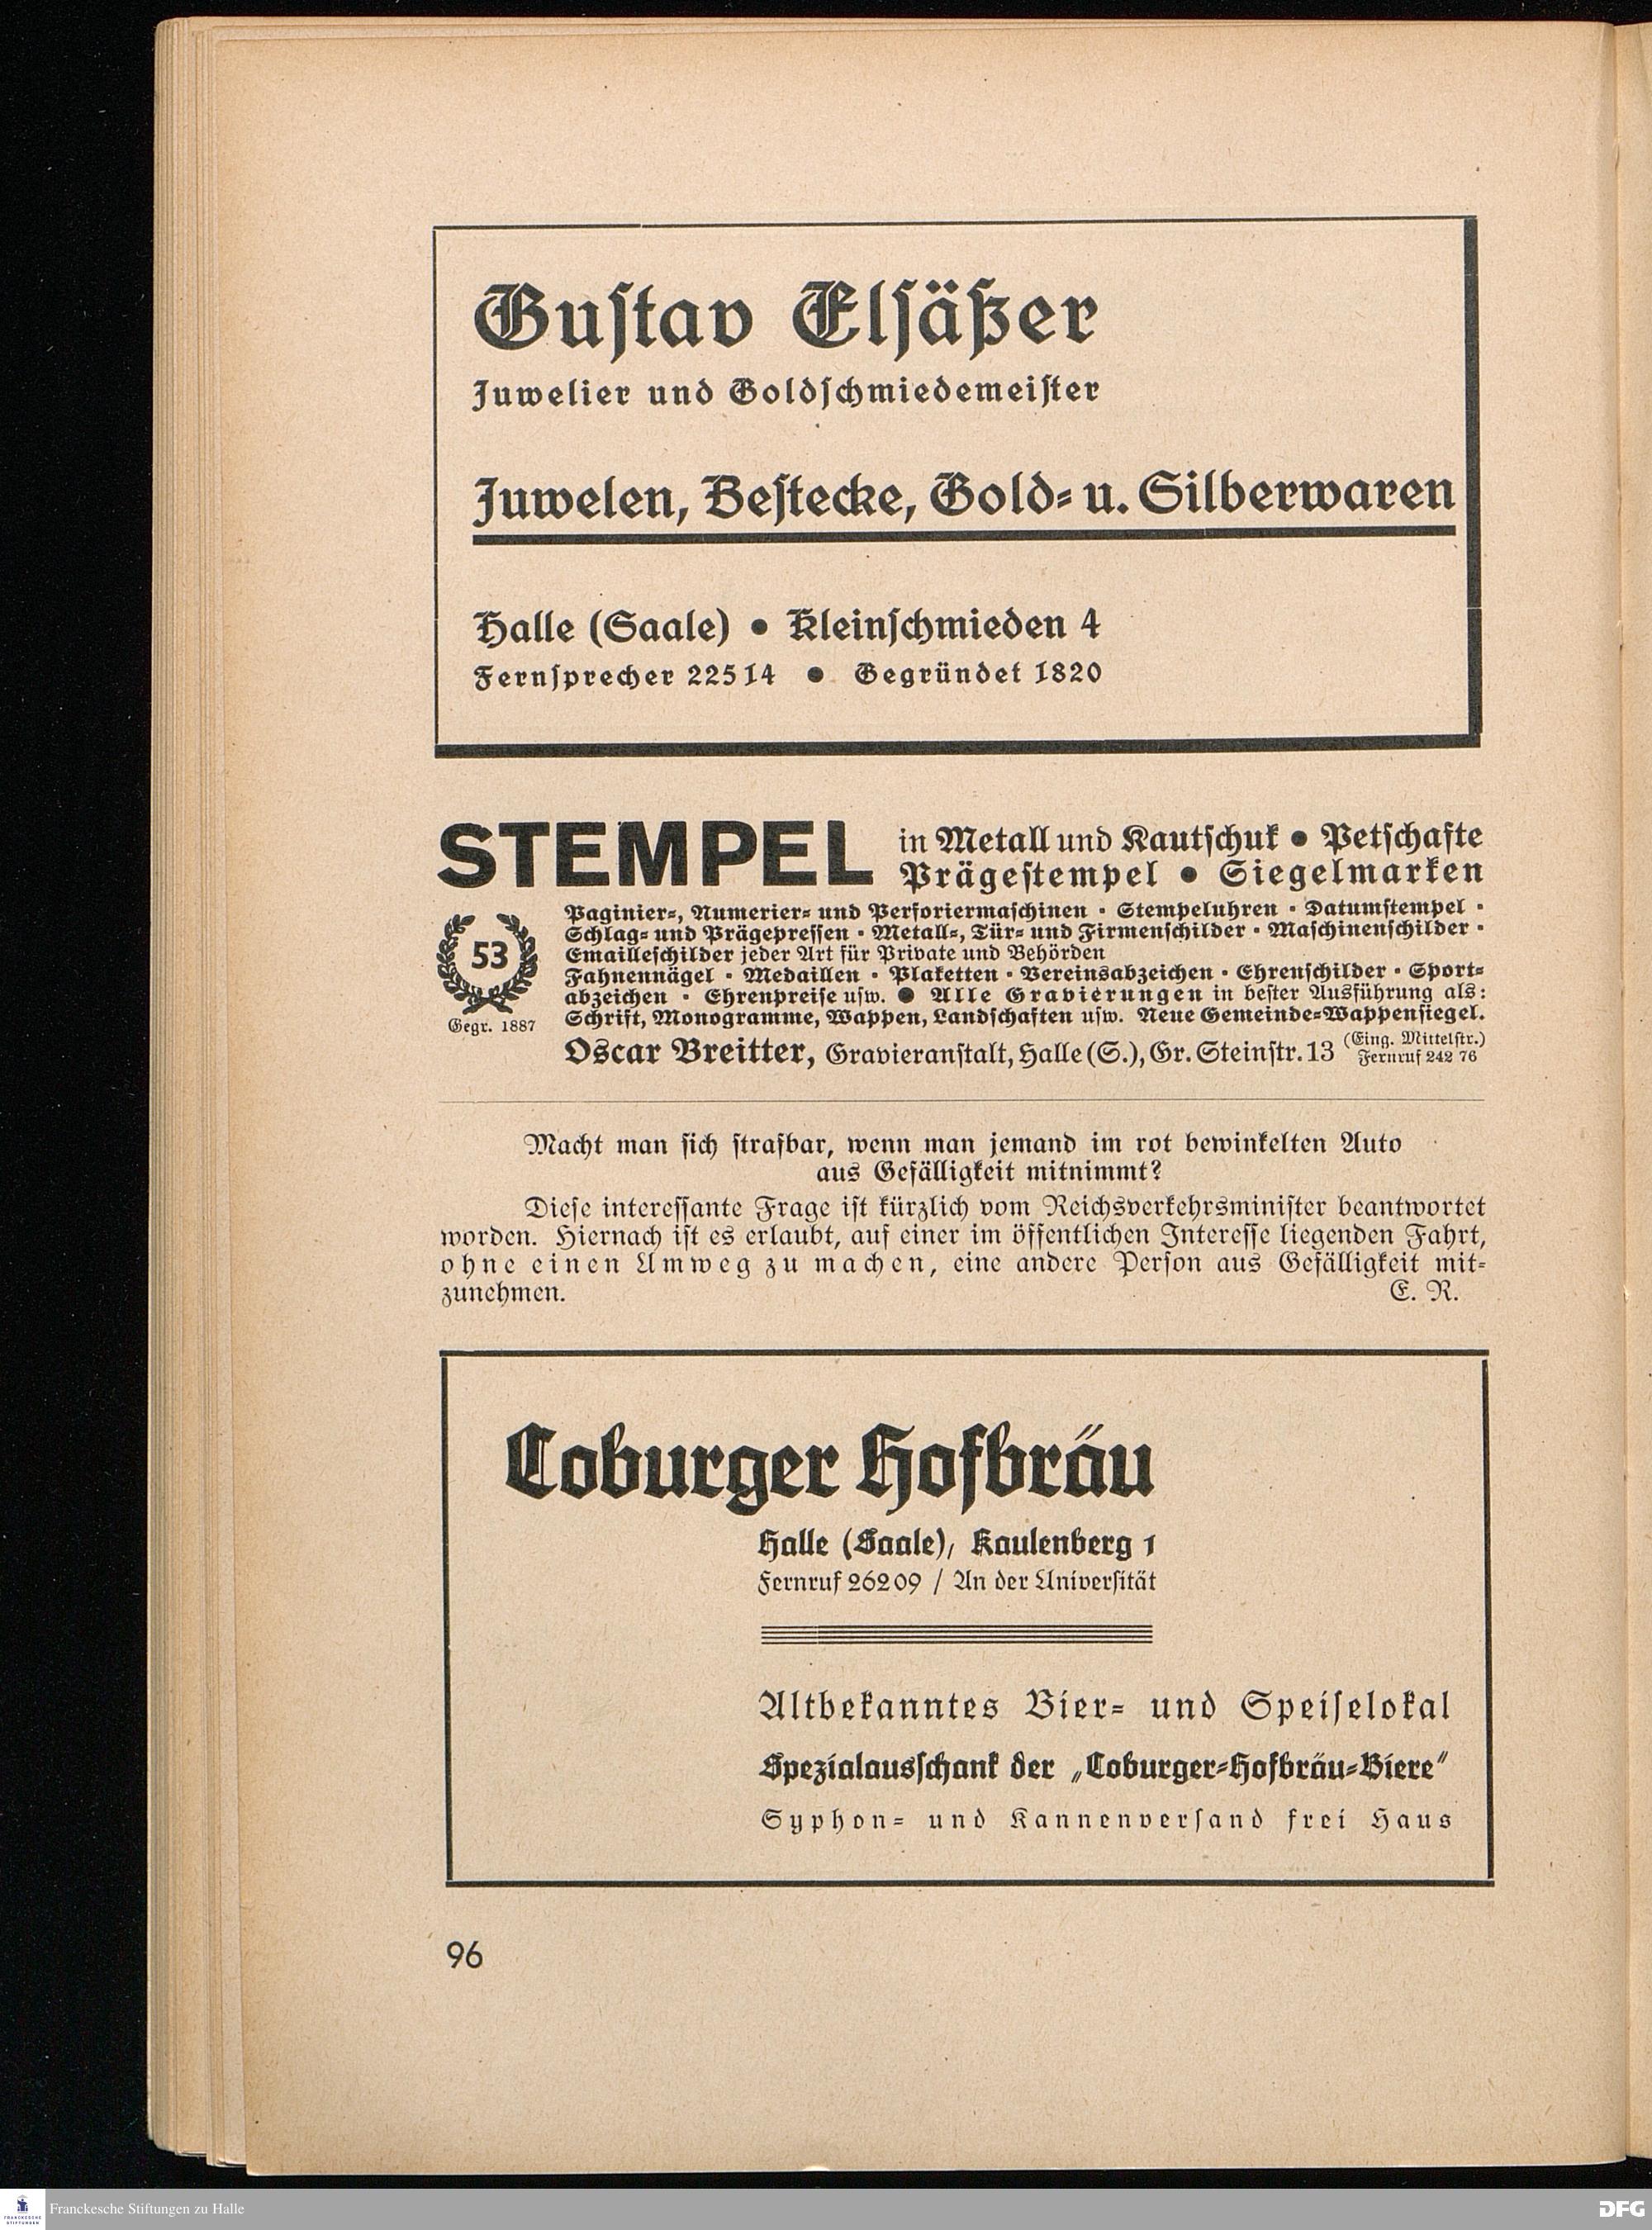 Gustav Elsäßer
Juwelier und Goldschmiedemeister
Juwelen, Bestecke, Gold- u. Silberwaren
Halle (Saale) ● Kleinschmieden 4
Fernsprecher 22514 ● Gegründet 1820
STEMPEL in Metall und Kautschuk ● Petschafte
Prägestempel ● Siegelmarken
Paginier-, Numerier- und Perforiermaschinen · Stempeluhren · Datumstempel ·
Schlag- und Prägepressen · Metall-, Tür- und Firmenschilder · Maschinenschilder ·
Emailleschilder jeder Art für Private und Behörden
Fahnennägel · Medaillen · Plaketten · Vereinsabzeichen · Ehrenschilder · Sport-
abzeichen · Ehrenpreise usw. ● Alle Gravierungen in bester Ausführung als:
Schrift, Monogramme, Wappen, Landschaften usw. Neue Gemeinde-Wappensiegel.
53
Gegr. 1887
Oscar Breitter, Gravieranstalt, Halle (S.), Gr. Steinstr. 13 (Eing. Mittelstr.)
Fernruf 242 76
Macht man sich strafbar, wenn man jemand im rot bewinkelten Auto
aus Gefälligkeit mitnimmt?
Diese interessante Frage ist kürzlich vom Reichsverkehrsminister beantwortet
worden. Hiernach ist es erlaubt, auf einer im öffentlichen Interesse liegenden Fahrt,
ohne einen Umweg zu machen, eine andere Person aus Gefälligkeit mit-
zunehmen. E. R.
Coburger Hofbräu
Halle (Saale), Kaulenberg 1
Fernruf 26209 / An der Universität
Altbekanntes Bier- und Speiselokal
Spezialausschank der „Coburger-Hofbräu-Biere"
Syphon- und Kannenversand frei Haus
96
FRANCKESCHE
STIFTUNGEN
Franckesche Stiftungen zu Halle
DFG